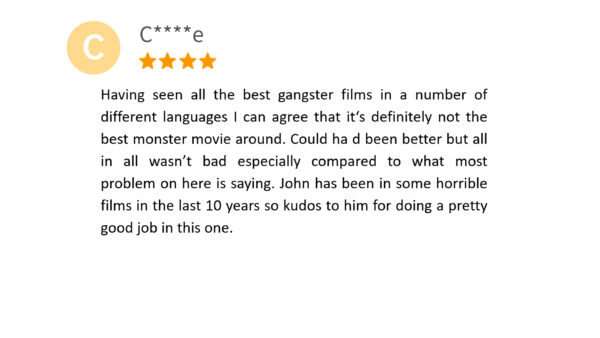 C
C****e
Having seen all the best gangster films in a number of
different languages I can agree that it‘s definitely not the
best monster movie around. Could ha d been better but all
in all wasn’t bad especially compared to what most
problem on here is saying. John has been in some horrible
films in the last 10 years so kudos to him for doing a pretty
good job in this one.